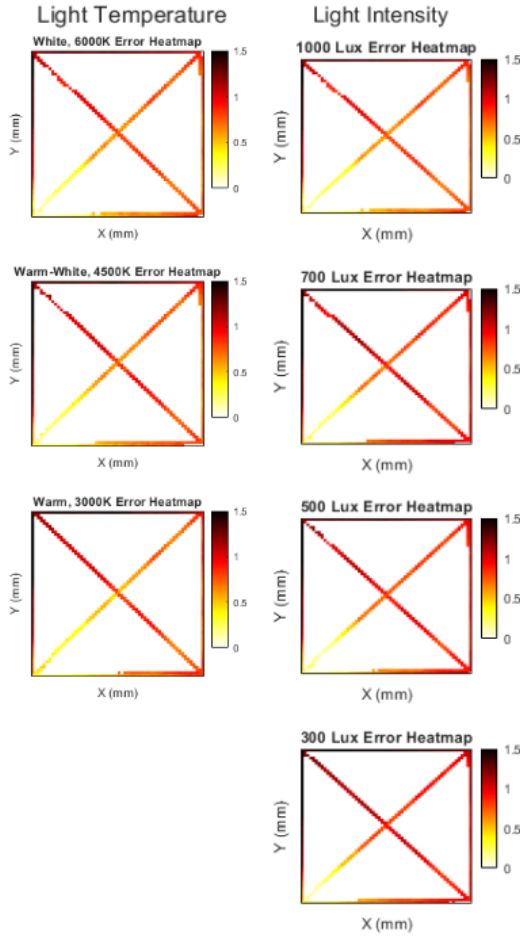 Light Temperature
Light Intensity
White, 6000K Error Heatmap
1.5
1
0.5
0
Y (mm)
X (mm)
1000 Lux Error Heatmap
1.5
1
0.5
0
Y (mm)
X (mm)
Warm-White, 4500K Error Heatmap
1.5
1
0.5
0
Y (mm)
X (mm)
700 Lux Error Heatmap
1.5
1
0.5
0
Y (mm)
X (mm)
Warm, 3000K Error Heatmap
1.5
1
0.5
0
Y (mm)
X (mm)
500 Lux Error Heatmap
1.5
1
0.5
0
Y (mm)
X (mm)
300 Lux Error Heatmap
1.5
1
0.5
0
Y (mm)
X (mm)